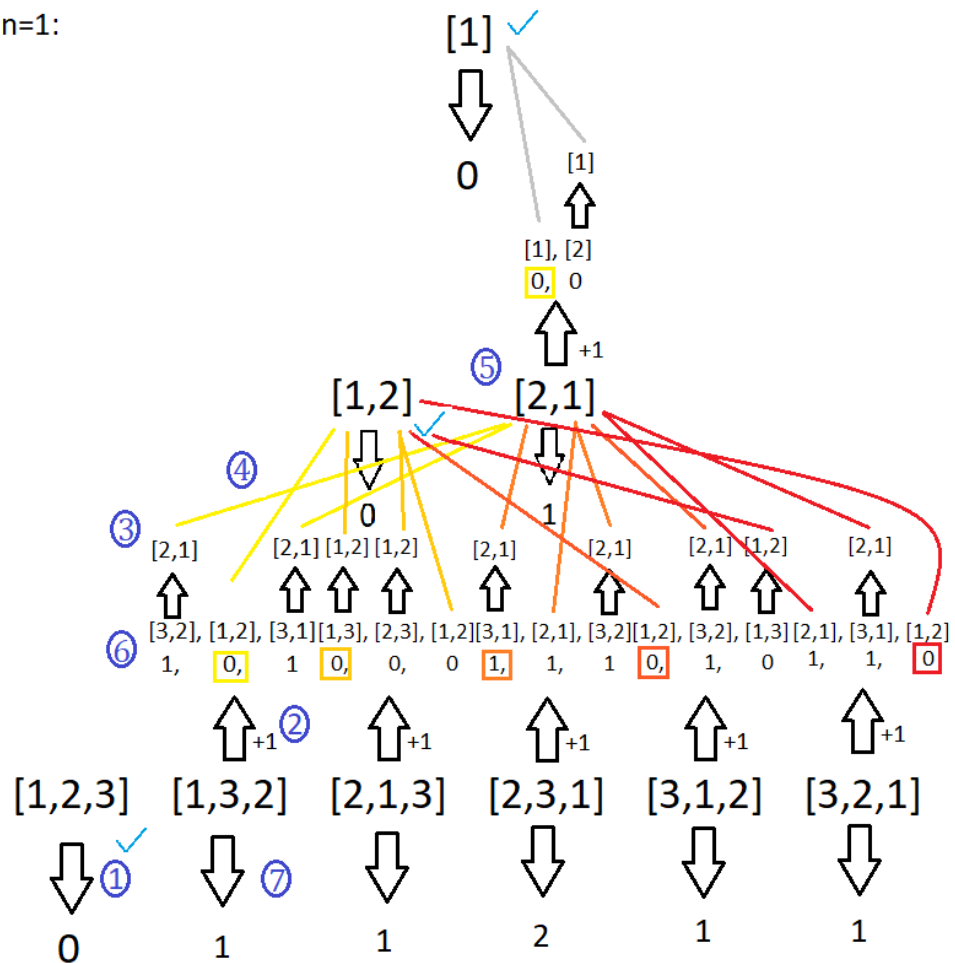 n=1:
[1]
0
[1]
[1], [2]
0, 0
+1
⑤
[1,2] [2,1]
④
0 1
③
[2,1] [2,1] [1,2] [1,2] [2,1] [2,1] [2,1] [1,2] [2,1]
⑥
[3,2], [1,2], [3,1][1,3], [2,3], [1,2][3,1], [2,1], [3,2][1,2], [3,2], [1,3] [2,1], [3,1], [1,2]
1, 0, 1 0, 0, 0 1, 1, 1 0, 1, 0 1, 1, 0
+1 ② +1 +1 +1 +1
[1,2,3] [1,3,2] [2,1,3] [2,3,1] [3,1,2] [3,2,1]
① ⑦
0 1 1 2 1 1